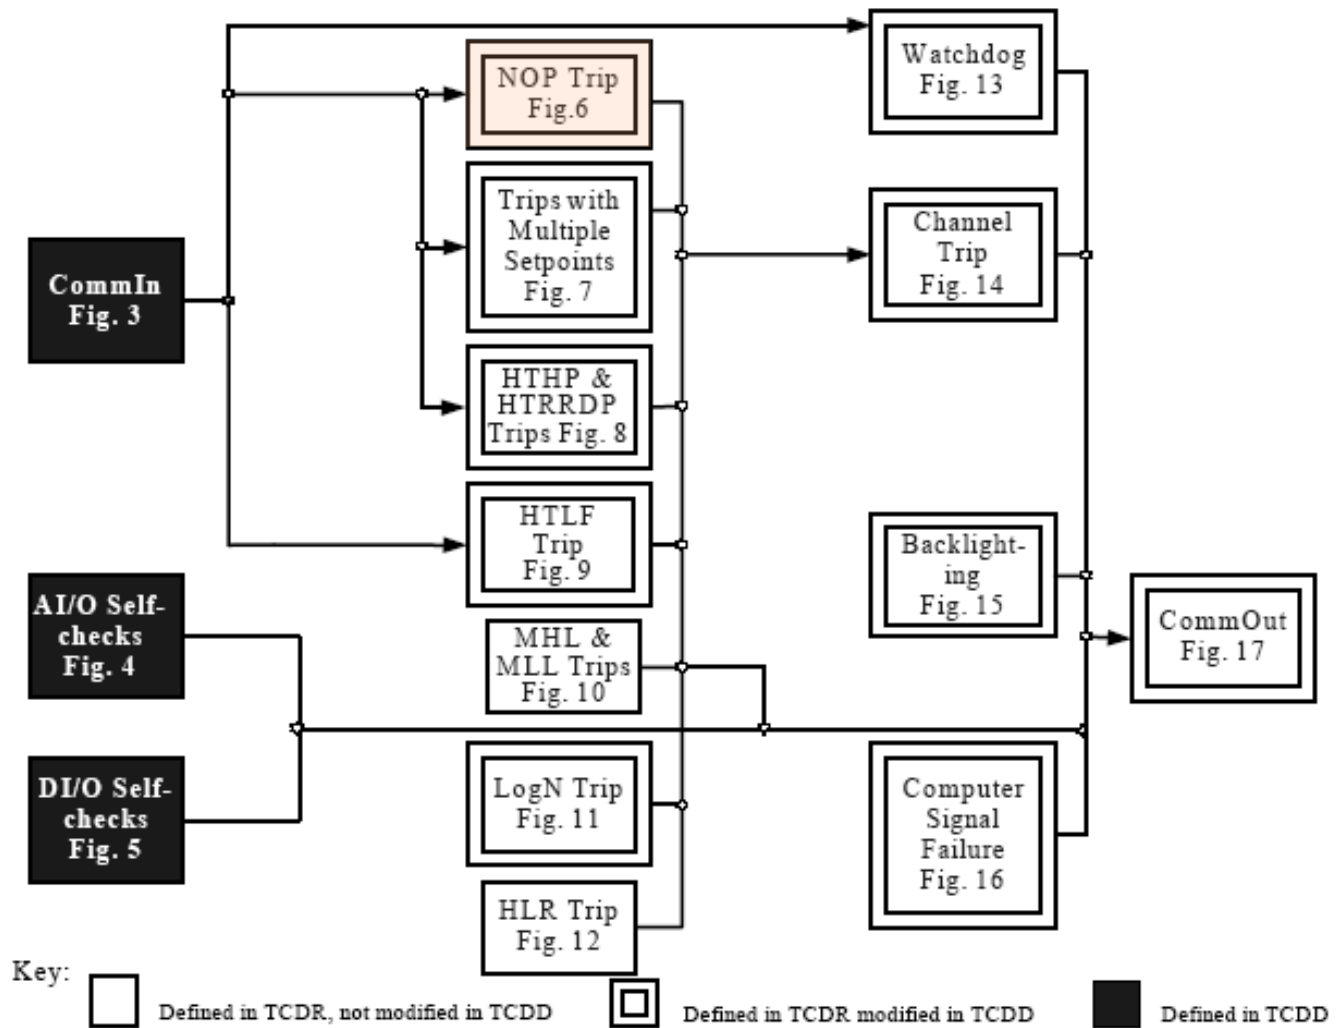 Watchdog
Fig. 13
NOP Trip
Fig.6
Trips with
Multiple
Setpoints
Fig. 7
Channel
Trip
Fig. 14
CommIn
Fig. 3
HTHP &
HTRRDP
Trips Fig. 8
HTLF
Trip
Fig. 9
Backlight-
ing
Fig. 15
AI/O Self-
checks
Fig. 4
CommOut
Fig. 17
MHL &
MLL Trips
Fig. 10
DI/O Self-
checks
Fig. 5
LogN Trip
Fig. 11
Computer
Signal
Failure
Fig. 16
HLR Trip
Fig. 12
Key:
Defined in TCDR, not modified in TCDD
Defined in TCDR modified in TCDD
Defined in TCDD